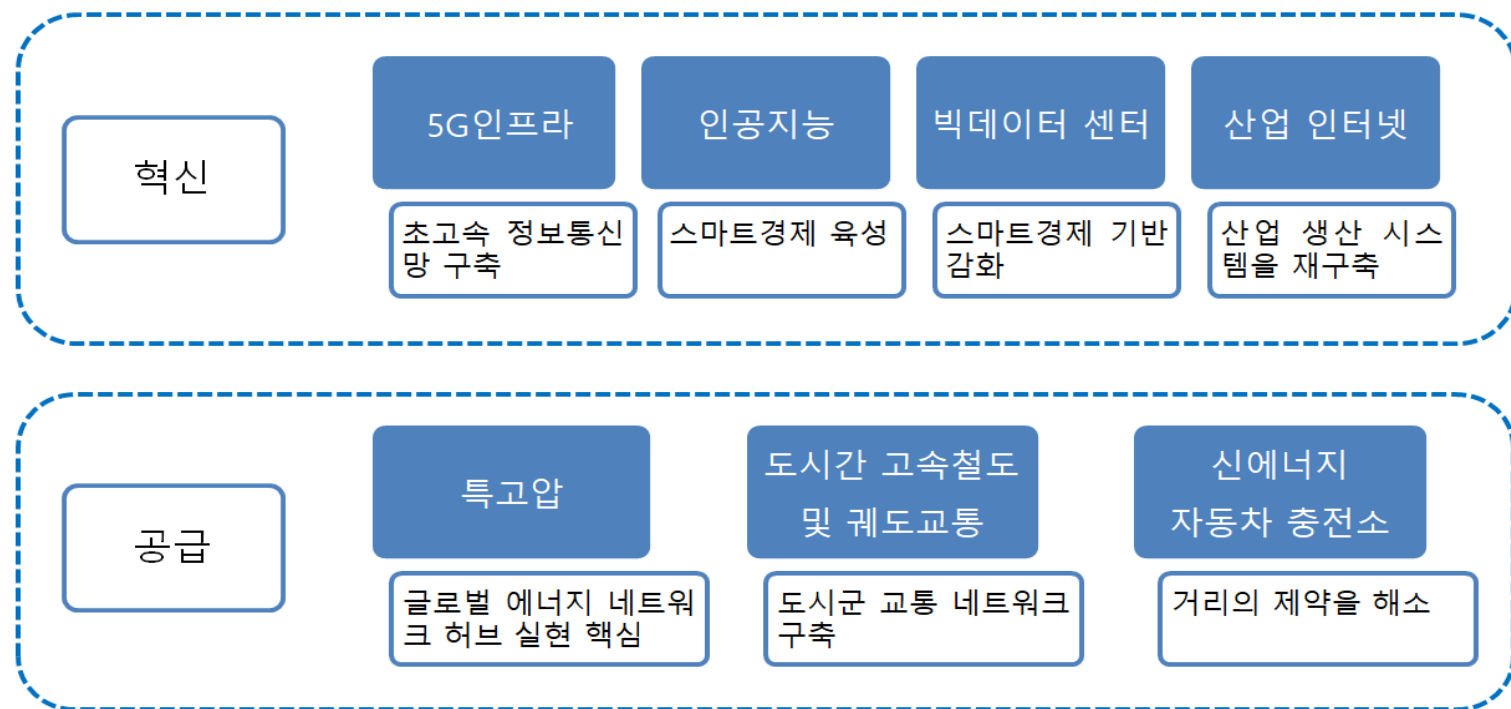 혁신
5G인프라
초고속 정보통신
망 구축
인공지능
스마트경제 육성
빅데이터 센터
스마트경제 기반
감화
산업 인터넷
산업 생산 시스
템을 재구축
공급
특고압
글로벌 에너지 네트워
크 허브 실현 핵심
도시간 고속철도
및 궤도교통
도시군 교통 네트워크
구축
신에너지
자동차 충전소
거리의 제약을 해소